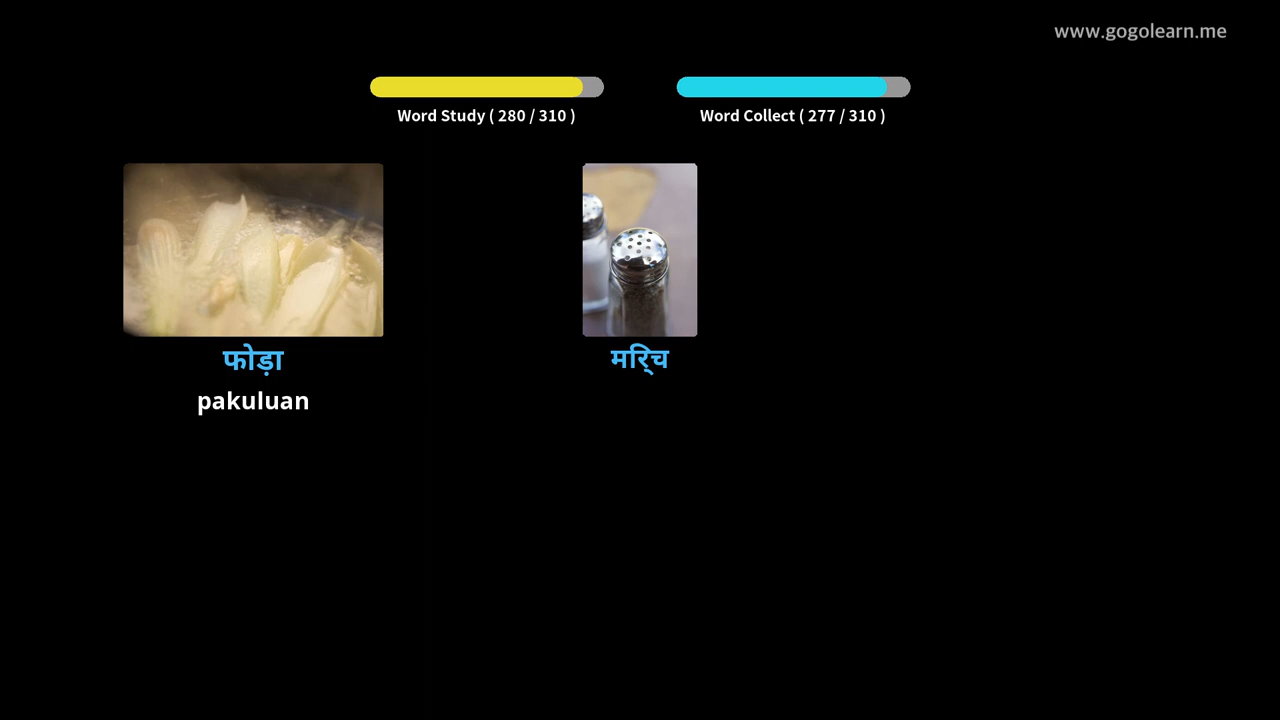 www.gogolearn.me
Word Study ( 280 / 310 )
Word Collect ( 277 / 310 )
फोड़ा
मर्िच
pakuluan